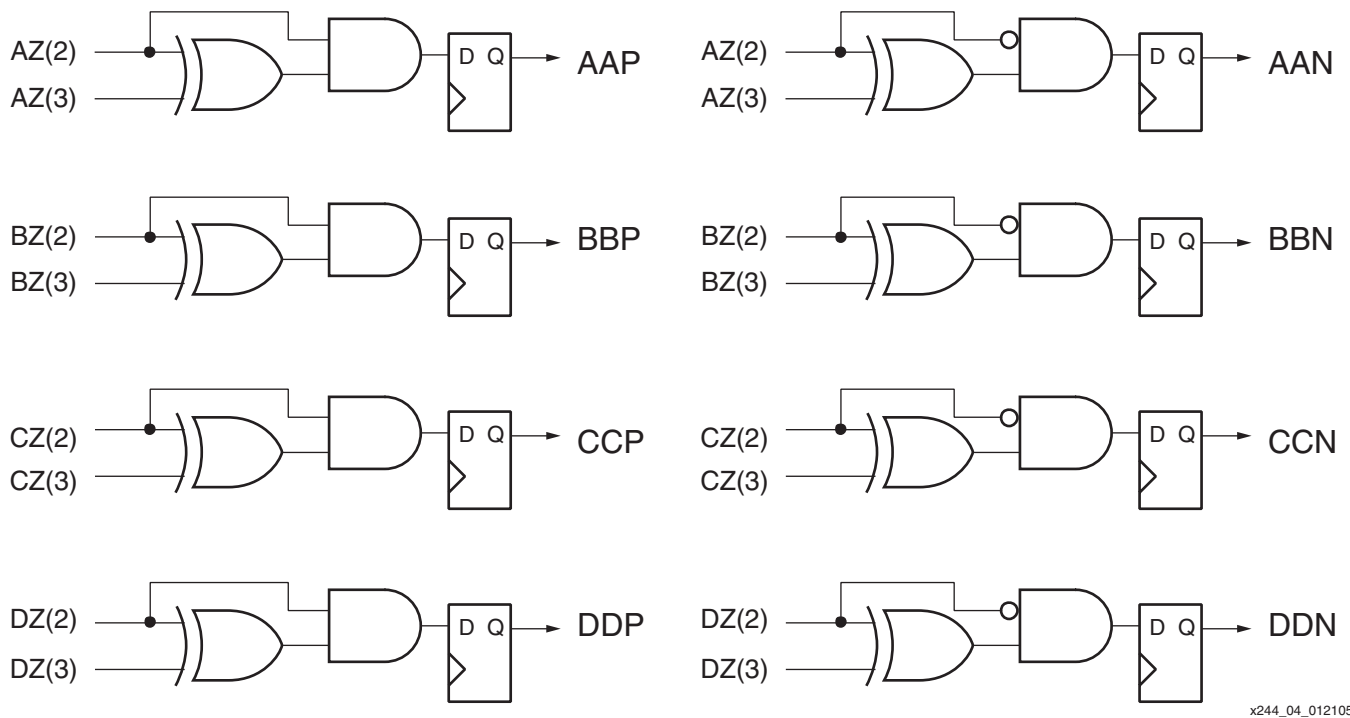 AZ(2) D Q AAP AZ(2) D Q AAN
AZ(3) AZ(3)
BZ(2) D Q BBP BZ(2) D Q BBN
BZ(3) BZ(3)
CZ(2) D Q CCP CZ(2) D Q CCN
CZ(3) CZ(3)
DZ(2) D Q DDP DZ(2) D Q DDN
DZ(3) DZ(3)
x244_04_012105